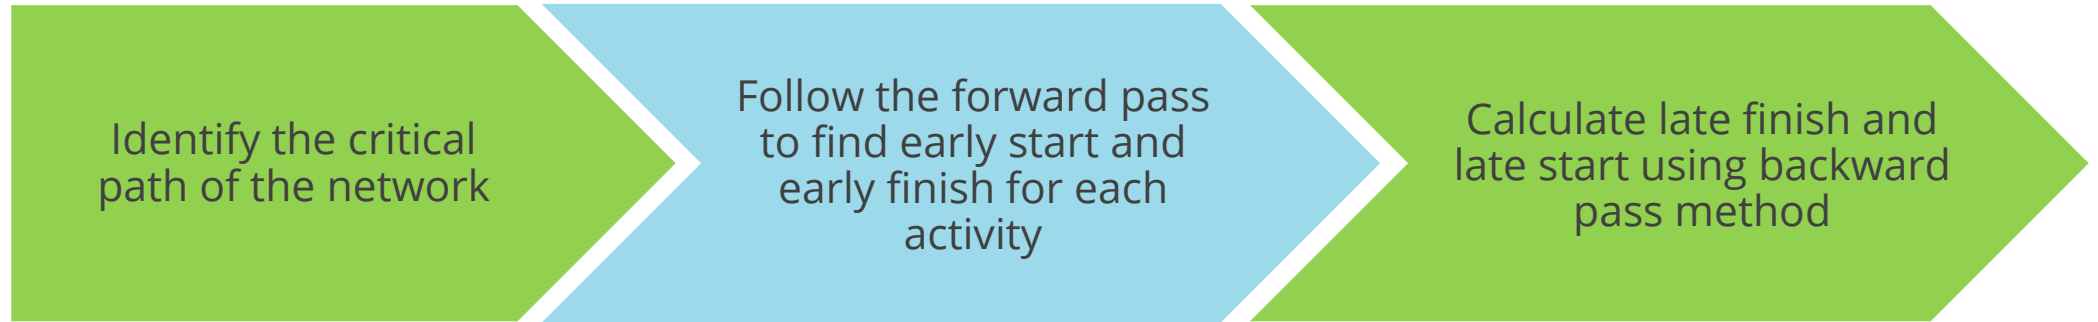 Identify the critical
path of the network
Follow the forward pass
to find early start and
early finish for each
activity
Calculate late finish and
late start using backward
pass method